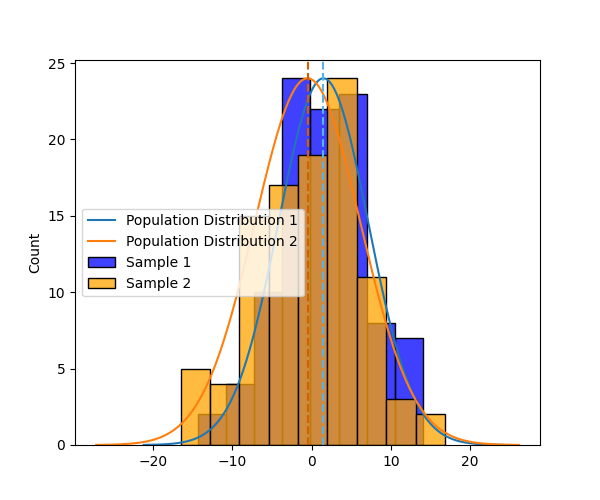 25
20
15
10
5
0
Count
Population Distribution 1
Population Distribution 2
Sample 1
Sample 2
−20 −10 0 10 20